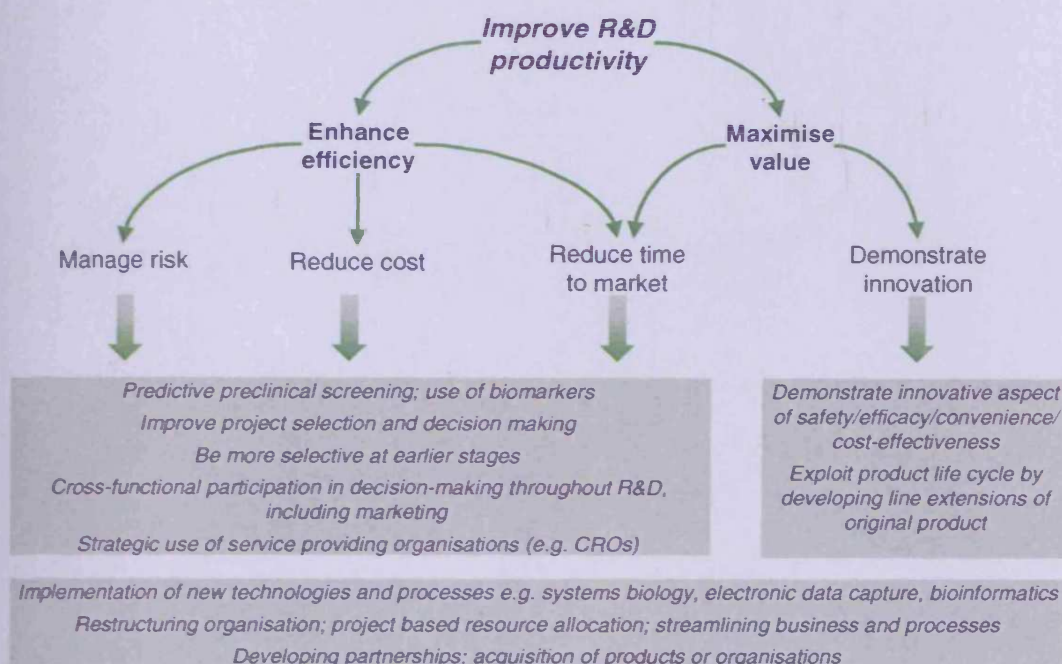 Improve R&D
productivity
Enhance
efficiency
Maximise
value
Manage risk
Reduce cost
Reduce time
to market
Demonstrate
innovation
Predictive preclinical screening; use of biomarkers
Improve project selection and decision making
Be more selective at earlier stages
Cross-functional participation in decision-making throughout R&D,
including marketing
Strategic use of service providing organisations (e.g. CROs)
Demonstrate innovative aspect
of safety/efficacy/convenience/
cost-effectiveness
Exploit product life cycle by
developing line extensions of
original product
Implementation of new technologies and processes e.g. systems biology, electronic data capture, bioinformatics
Restructuring organisation; project based resource allocation; streamlining business and processes
Developing partnerships; acquisition of products or organisations